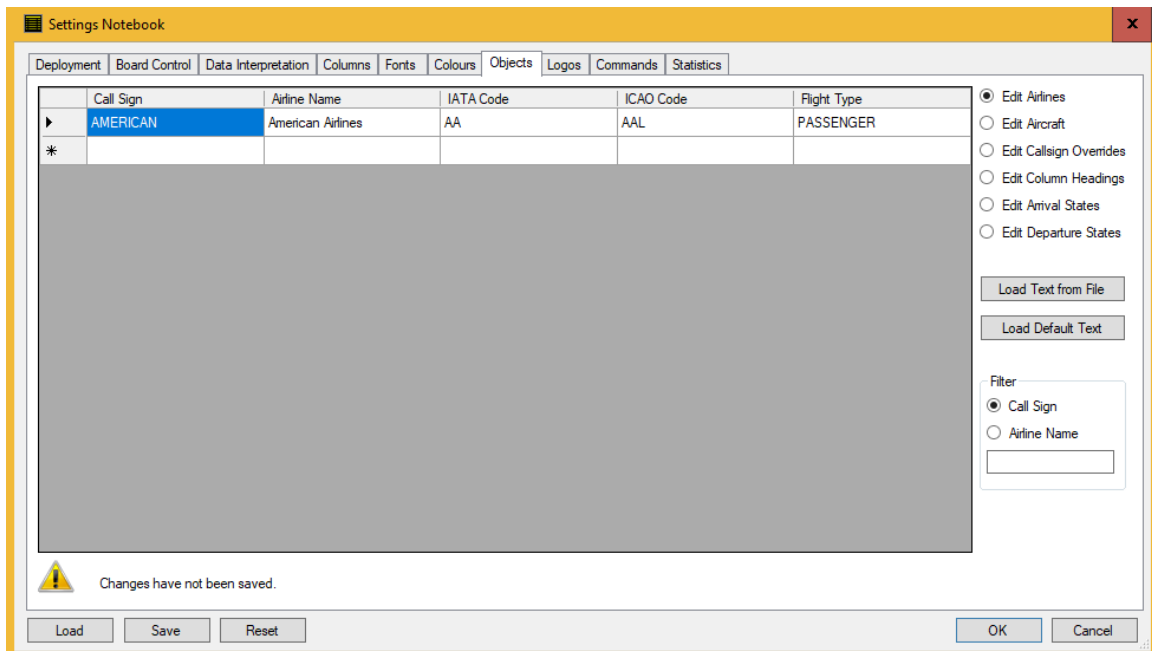 Settings Notebook
x
Deployment Board Control Data Interpretation Columns Fonts Colours Objects Logos Commands Statistics
Call Sign Airline Name IATA Code ICAO Code Flight Type
AMERICAN American Airlines AA AAL PASSENGER
*
Edit Airlines
Edit Aircraft
Edit Callsign Overrides
Edit Column Headings
Edit Arrival States
Edit Departure States
Load Text from File
Load Default Text
Filter
Call Sign
Airline Name
Changes have not been saved.
Load Save Reset OK Cancel